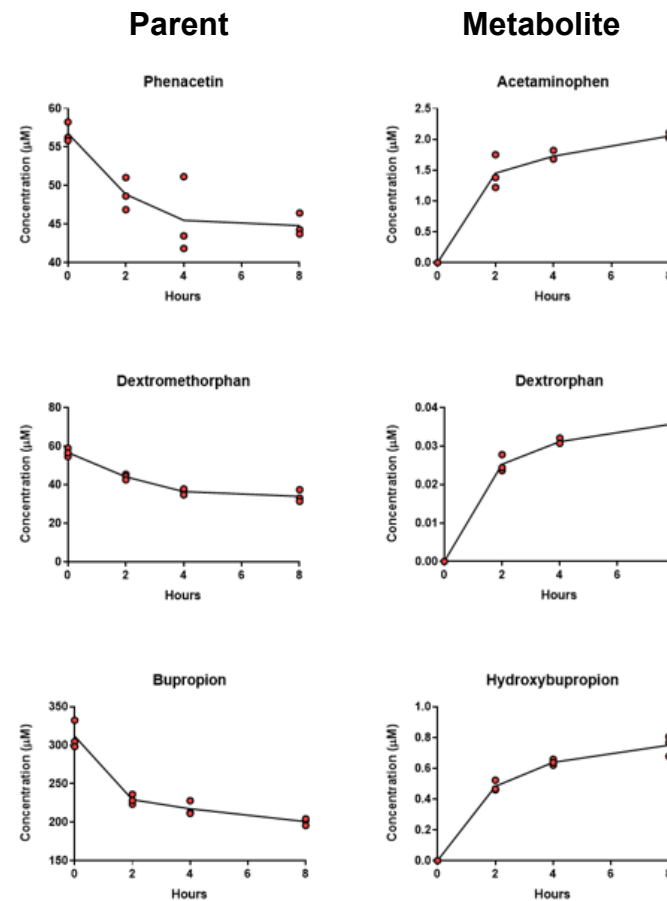 Parent Metabolite
Phenacetin
60
55
50
45
40
Concentration (µM)
0 2 4 6 8
Hours
Acetaminophen
2.5
2.0
1.5
1.0
0.5
0.0
Concentration (µM)
0 2 4 6 8
Hours
Dextromethorphan
80
60
40
20
0
Concentration (µM)
0 2 4 6 8
Hours
Dextrorphan
0.04
0.03
0.02
0.01
0.00
Concentration (µM)
0 2 4 6
Hours
Bupropion
350
300
250
200
150
Concentration (µM)
0 2 4 6 8
Hours
Hydroxybupropion
1.0
0.8
0.6
0.4
0.2
0.0
Concentration (µM)
0 2 4 6 8
Hours